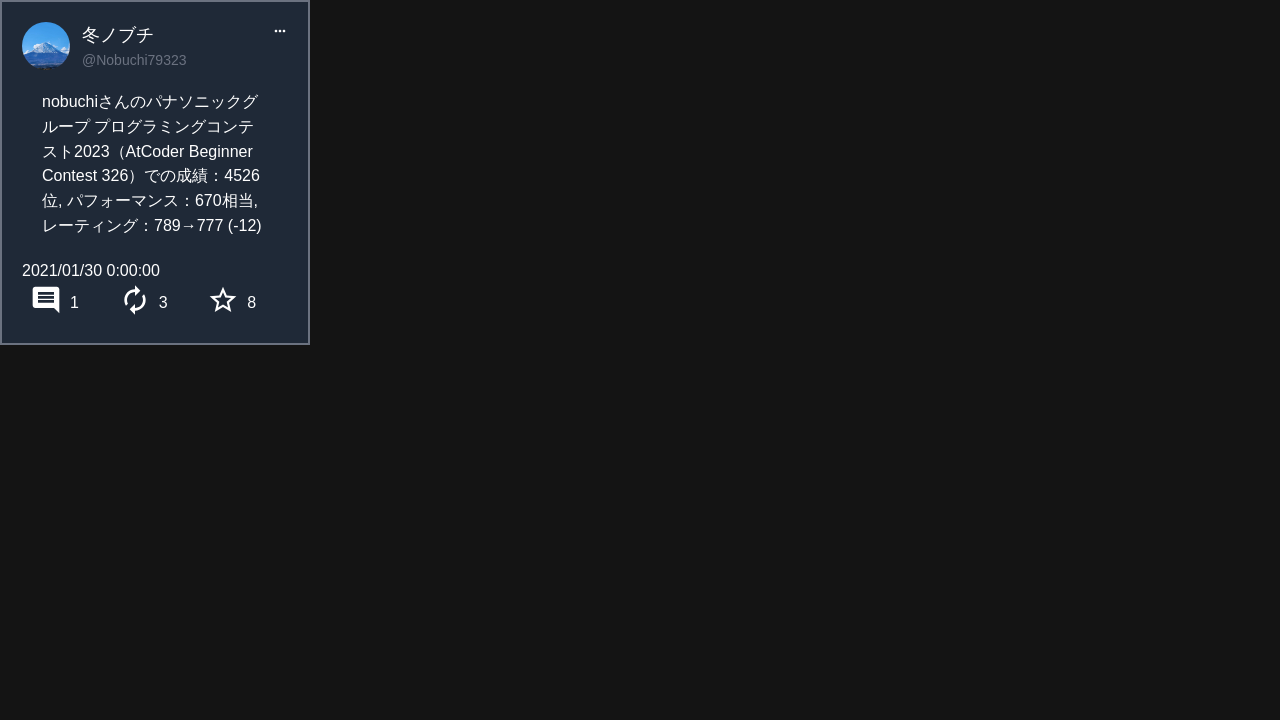 冬ノブチ
@Nobuchi79323
nobuchiさんのパナソニックグ
ループ プログラミングコンテ
スト2023（AtCoder Beginner
Contest 326）での成績：4526
位, パフォーマンス：670相当,
レーティング：789→777 (-12)
2021/01/30 0:00:00
1 3 8